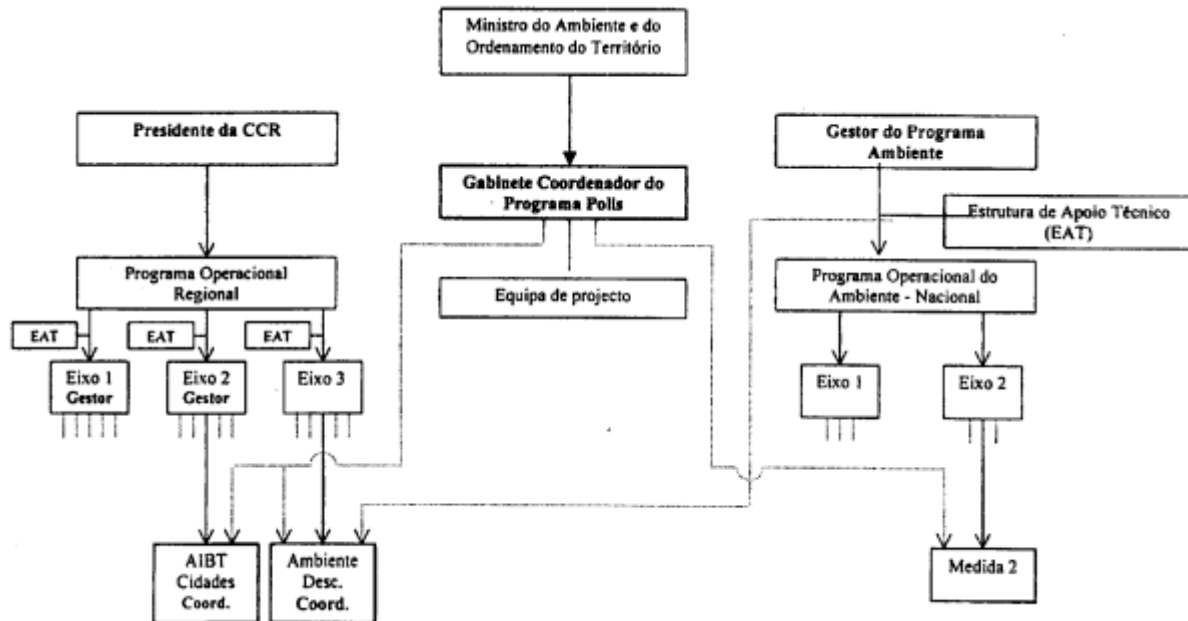 Ministro do Ambiente e do
Ordenamento do Território
Presidente da CCR
Gestor do Programa
Ambiente
Gabinete Coordenador do
Programa Polis
Estrutura de Apoio Técnico
(EAT)
Programa Operacional
Regional
Equipa de projecto
Programa Operacional do
Ambiente - Nacional
EAT
EAT
EAT
Eixo 1
Gestor
Eixo 2
Gestor
Eixo 3
Eixo 1
Eixo 2
AIBT
Cidades
Coord.
Ambiente
Desc.
Coord.
Medida 2